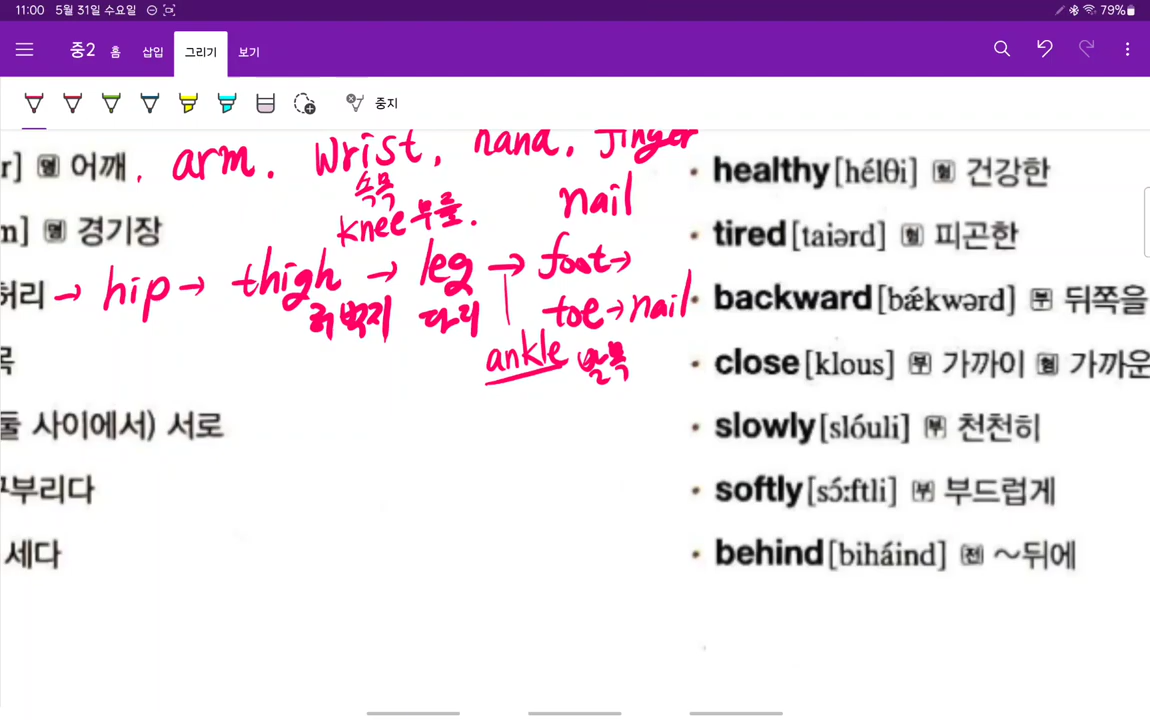 11:00 5월 31일 수요일 79%
중2 홈 삽입 그리기 보기
중지
r] 명 어깨, arm. wrist, hand, finger
손목
nail
knee 무릎.
m] 명 경기장
허리 → hip → thigh → leg → foot →
허벅지 다리 toe → nail
ankle 발목
목
둘 사이에서) 서로
구부리다
세다
• healthy[hélθi] 형 건강한
• tired[taiərd] 형 피곤한
• backward[bǽkwərd] 부 뒤쪽을
• close[klous] 부 가까이 형 가까운
• slowly[slóuli] 부 천천히
• softly[sɔ́:ftli] 부 부드럽게
• behind[biháind] 전 ~뒤에